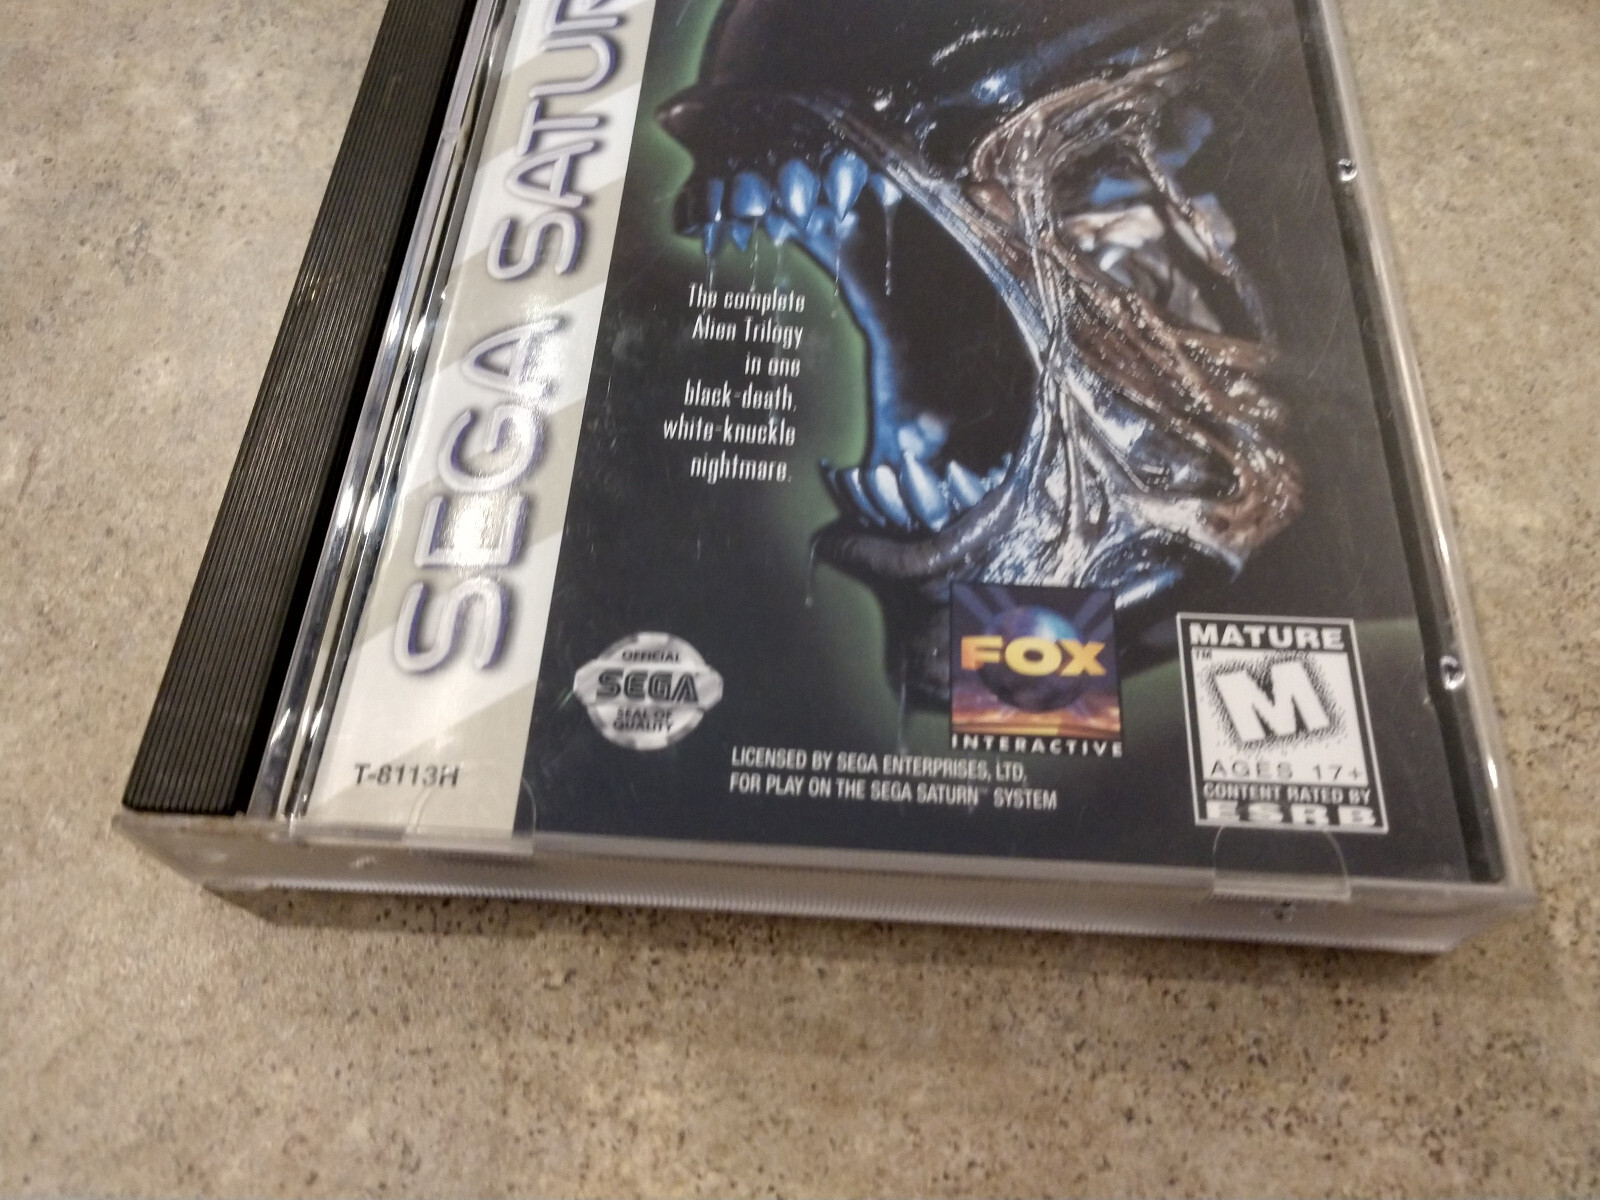 SEGA SATUR
The complete
Alien Trilogy
in one
black-death,
white-knuckle
nightmare.
OFFICIAL
SEGA
SEAL OF
QUALITY
FOX
INTERACTIVE
LICENSED BY SEGA ENTERPRISES, LTD.
FOR PLAY ON THE SEGA SATURN™ SYSTEM
MATURE
™
M
AGES 17+
CONTENT RATED BY
ESRB
T-8113H